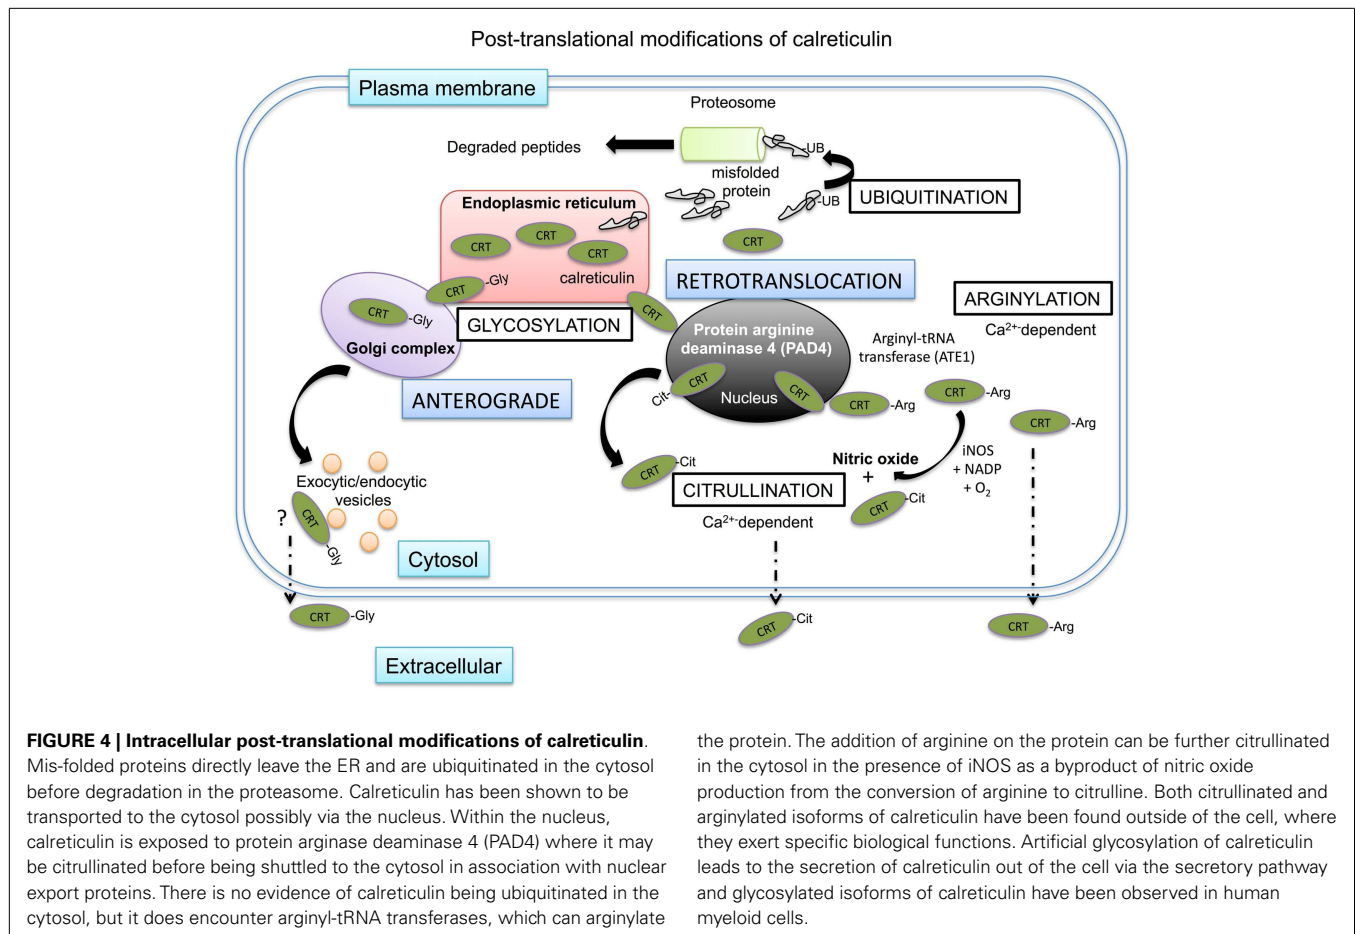 Post-translational modifications of calreticulin
Plasma membrane
Proteosome
Degraded peptides
-UB
misfolded
protein
-UB
UBIQUITINATION
Endoplasmic reticulum
CRT
CRT
CRT
CRT
calreticulin
RETROTRANSLOCATION
CRT
-Gly
CRT
-Gly
Golgi complex
GLYCOSYLATION
CRT
ANTEROGRADE
Protein arginine
deaminase 4 (PAD4)
Cit-
CRT
CRT
Nucleus
ARGINYLATION
Ca2+-dependent
Arginyl-tRNA
transferase (ATE1)
CRT
-Arg
CRT
-Arg
CRT
-Arg
iNOS
+ NADP
+ O2
Nitric oxide
+
CRT
-Cit
CRT
-Cit
CITRULLINATION
Ca2+-dependent
Exocytic/endocytic
vesicles
?
CRT
-Gly
Cytosol
CRT
-Gly
CRT
-Cit
CRT
-Arg
Extracellular
FIGURE 4 | Intracellular post-translational modifications of calreticulin.
Mis-folded proteins directly leave the ER and are ubiquitinated in the cytosol
before degradation in the proteasome. Calreticulin has been shown to be
transported to the cytosol possibly via the nucleus. Within the nucleus,
calreticulin is exposed to protein arginase deaminase 4 (PAD4) where it may
be citrullinated before being shuttled to the cytosol in association with nuclear
export proteins. There is no evidence of calreticulin being ubiquitinated in the
cytosol, but it does encounter arginyl-tRNA transferases, which can arginylate
the protein. The addition of arginine on the protein can be further citrullinated
in the cytosol in the presence of iNOS as a byproduct of nitric oxide
production from the conversion of arginine to citrulline. Both citrullinated and
arginylated isoforms of calreticulin have been found outside of the cell, where
they exert specific biological functions. Artificial glycosylation of calreticulin
leads to the secretion of calreticulin out of the cell via the secretory pathway
and glycosylated isoforms of calreticulin have been observed in human
myeloid cells.